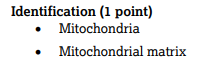 Identification (1 point)
• Mitochondria
• Mitochondrial matrix